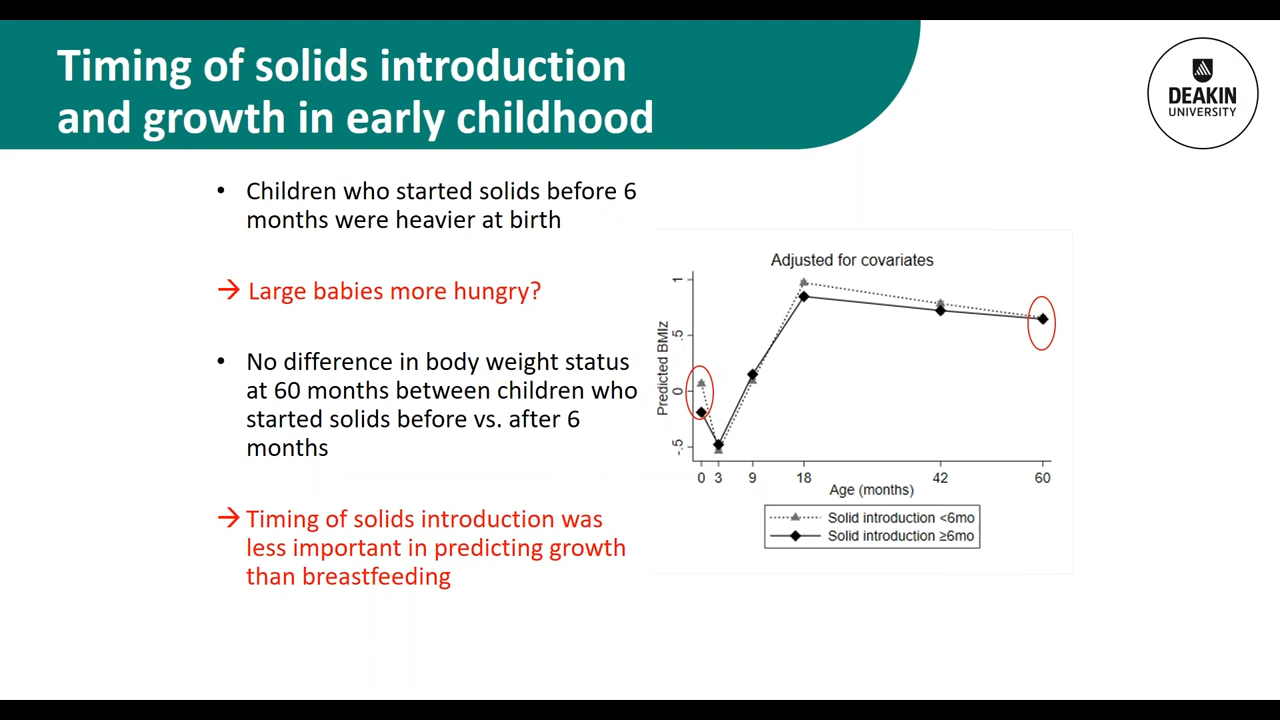 Timing of solids introduction
and growth in early childhood
DEAKIN
UNIVERSITY
• Children who started solids before 6
months were heavier at birth
→ Large babies more hungry?
• No difference in body weight status
at 60 months between children who
started solids before vs. after 6
months
→ Timing of solids introduction was
less important in predicting growth
than breastfeeding
Adjusted for covariates
Predicted BMIz
1
.5
0
-.5
0 3 9 18 42 60
Age (months)
Solid introduction <6mo
Solid introduction ≥6mo